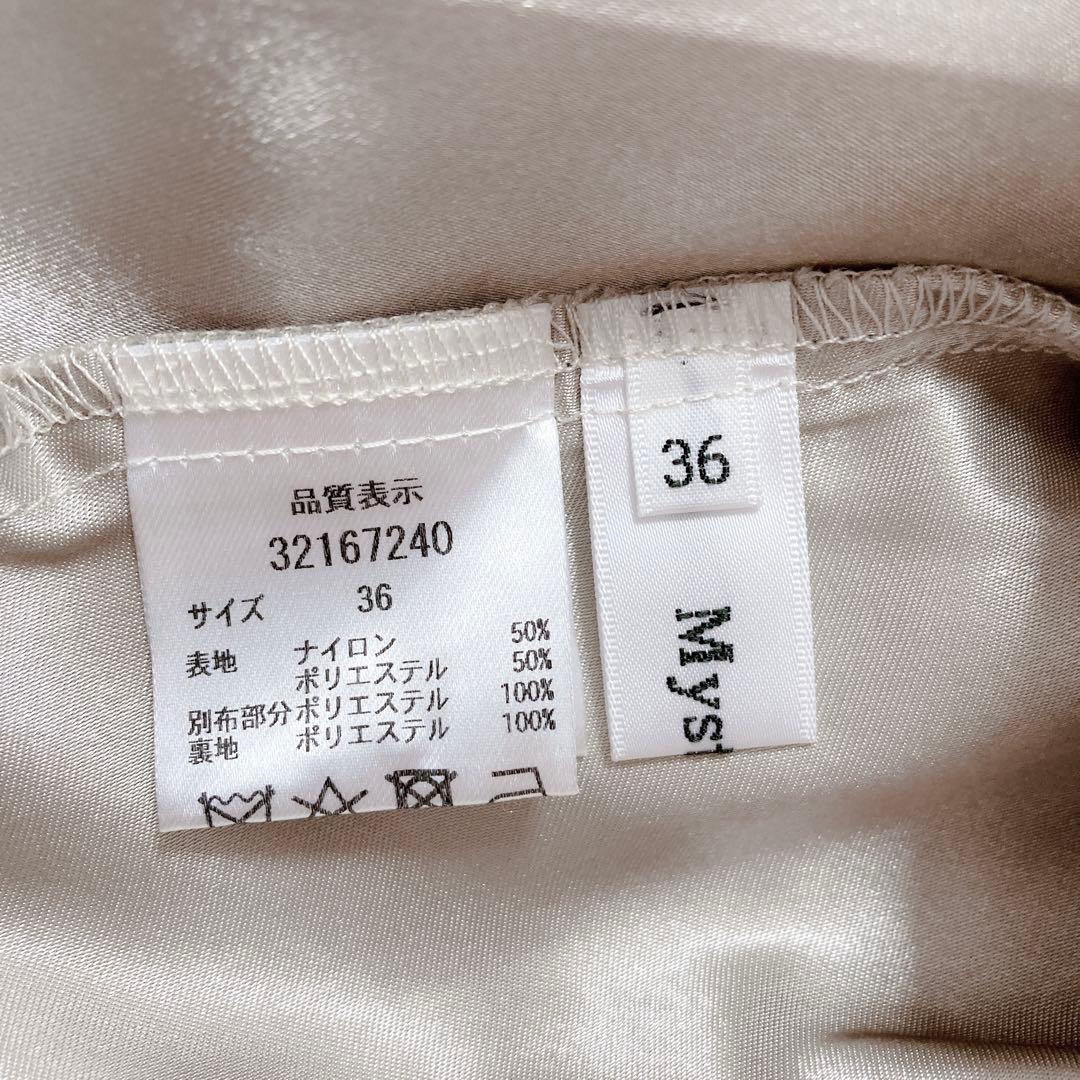 品質表示
32167240
サイズ 36
表地 ナイロン 50%
ポリエステル 50%
別布部分 ポリエステル 100%
裏地 ポリエステル 100%
36
Myst